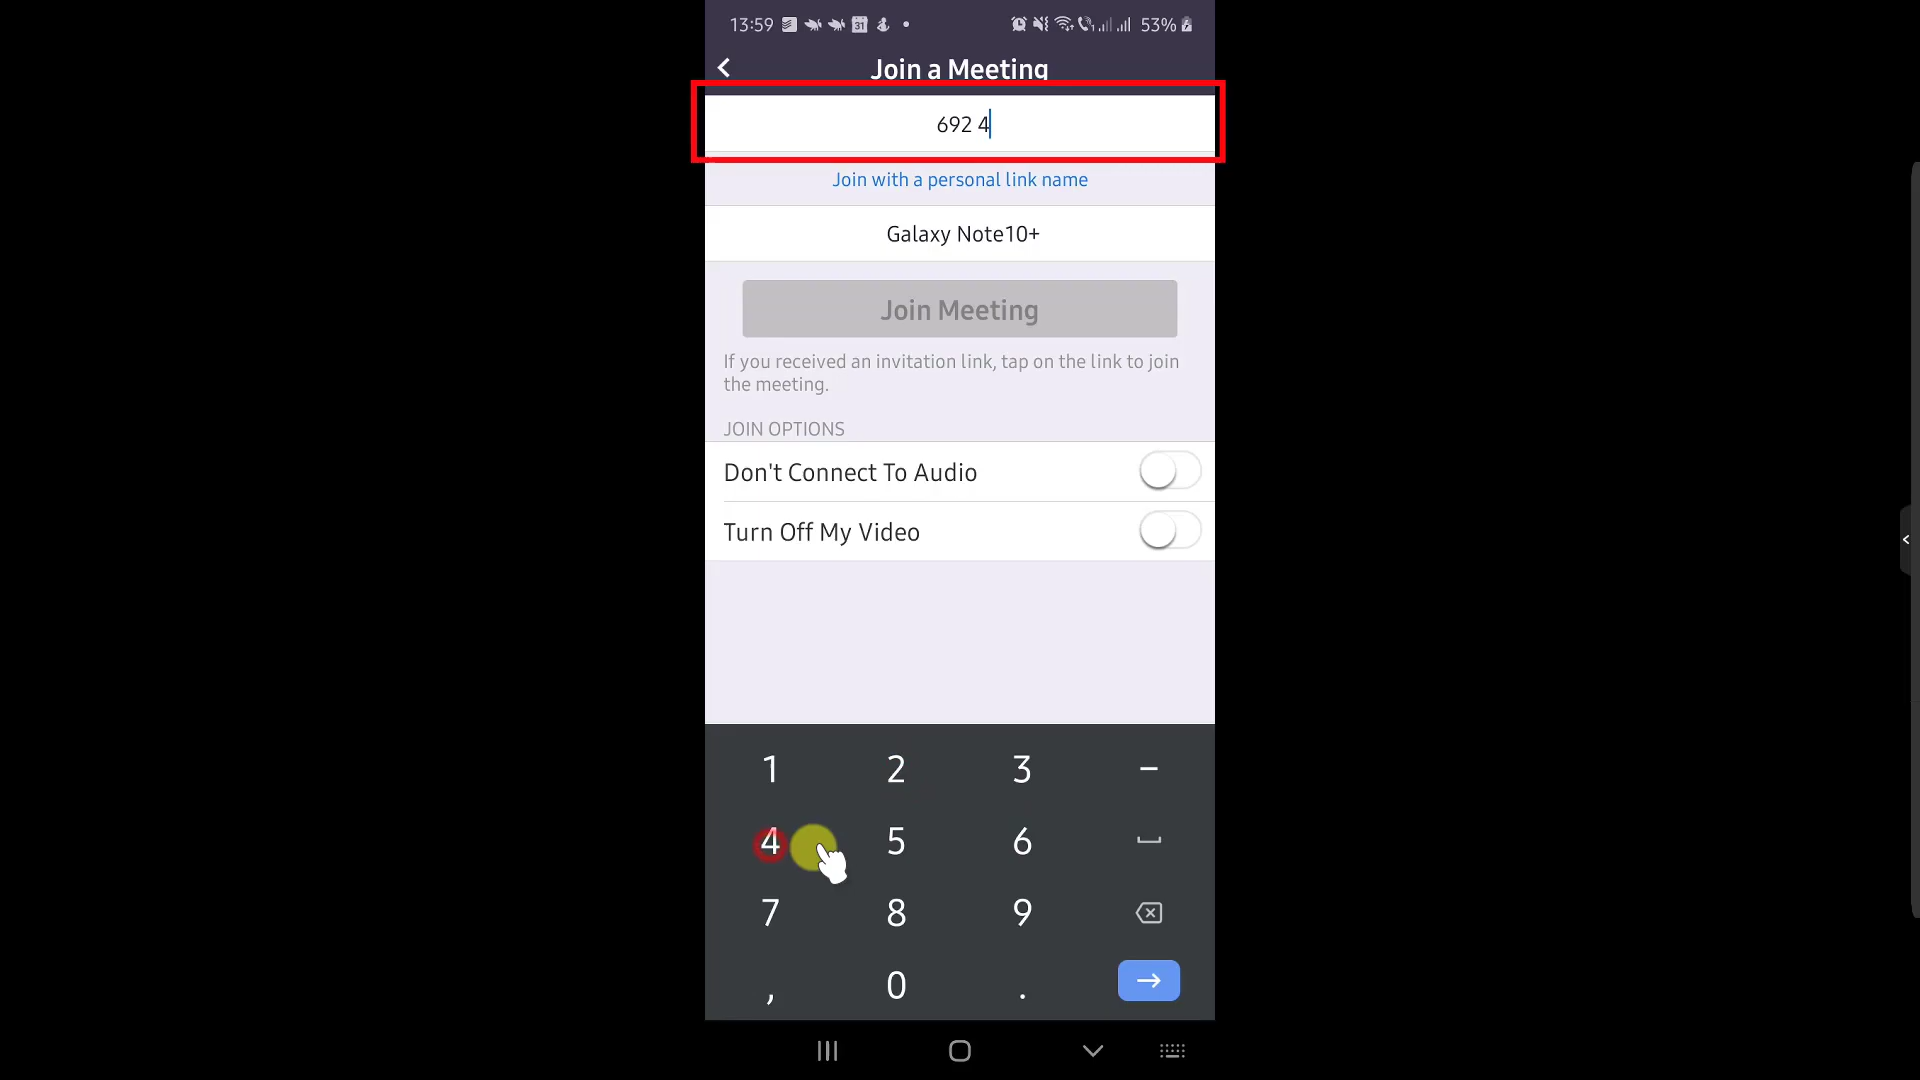 13:59 31 53%
Join a Meeting
692 4
Join with a personal link name
Galaxy Note10+
Join Meeting
If you received an invitation link, tap on the link to join
the meeting.
JOIN OPTIONS
Don't Connect To Audio
Turn Off My Video
1 2 3 -
4 5 6
7 8 9
, 0 .